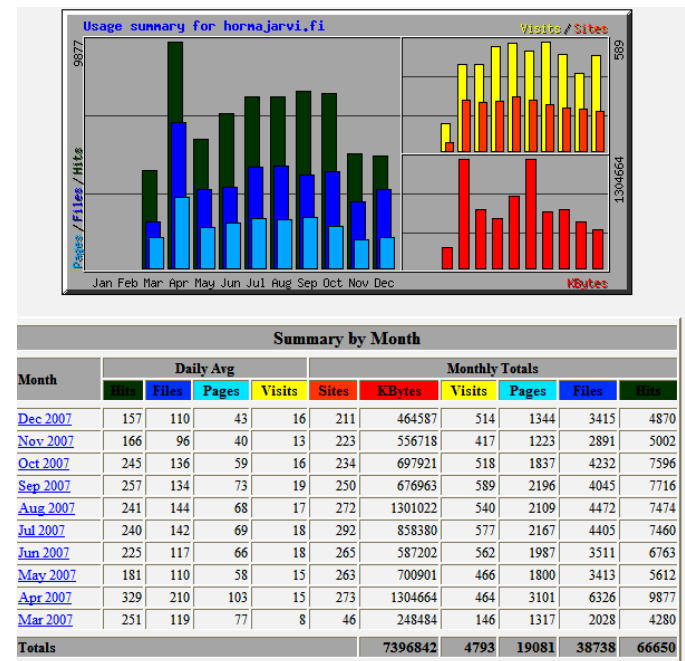 Usage summary for hormajarvi.fi
Visits / Sites
9877
589
Pages / Files / Hits
1304664
Jan Feb Mar Apr May Jun Jul Aug Sep Oct Nov Dec
KBytes
Summary by Month
Month Daily Avg Monthly Totals
Hits Files Pages Visits Sites KBytes Visits Pages Files Hits
Dec 2007 157 110 43 16 211 464587 514 1344 3415 4870
Nov 2007 166 96 40 13 223 556718 417 1223 2891 5002
Oct 2007 245 136 59 16 234 697921 518 1837 4232 7596
Sep 2007 257 134 73 19 250 676963 589 2196 4045 7716
Aug 2007 241 144 68 17 272 1301022 540 2109 4472 7474
Jul 2007 240 142 69 18 292 858380 577 2167 4405 7460
Jun 2007 225 117 66 18 265 587202 562 1987 3511 6763
May 2007 181 110 58 15 263 700901 466 1800 3413 5612
Apr 2007 329 210 103 15 273 1304664 464 3101 6326 9877
Mar 2007 251 119 77 8 46 248484 146 1317 2028 4280
Totals 7396842 4793 19081 38738 66650